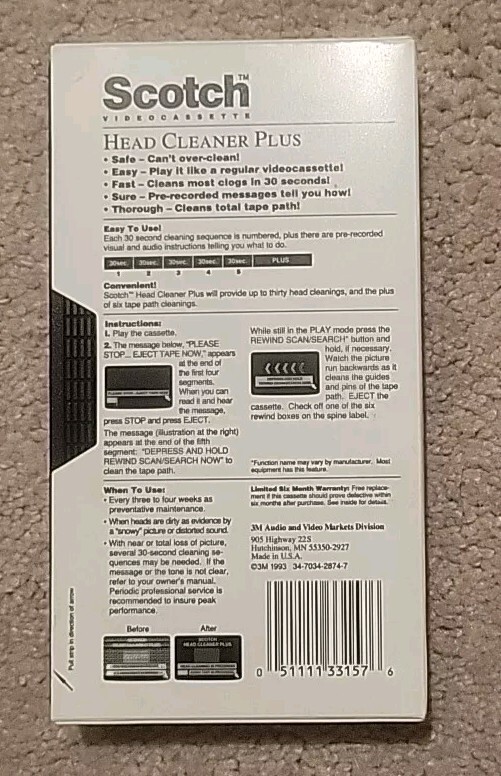 Scotch™
VIDEOCASSETTE
HEAD CLEANER PLUS
• Safe – Can't over-clean!
• Easy – Play it like a regular videocassette!
• Fast – Cleans most clogs in 30 seconds!
• Sure – Pre-recorded messages tell you how!
• Thorough – Cleans total tape path!
Easy To Use!
Each 30 second cleaning sequence is numbered, plus there are pre-recorded
visual and audio instructions telling you what to do.
30sec. 30sec. 30sec. 30sec. 30sec. PLUS
1 2 3 4 5
Convenient!
Scotch™ Head Cleaner Plus will provide up to thirty head cleanings, and the plus
of six tape path cleanings.
Instructions:
1. Play the cassette.
2. The message below, "PLEASE
STOP... EJECT TAPE NOW," appears
at the end of
the first four
segments.
When you can
read it and hear
the message,
press STOP and press EJECT.
The message (illustration at the right)
appears at the end of the fifth
segment: "DEPRESS AND HOLD
REWIND SCAN/SEARCH NOW" to
clean the tape path.
While still in the PLAY mode press the
REWIND SCAN/SEARCH* button and
hold, if necessary.
Watch the picture
run backwards as it
cleans the guides
and pins of the tape
path. EJECT the
cassette. Check off one of the six
rewind boxes on the spine label.
*Function name may vary by manufacturer. Most
equipment has this feature.
When To Use:
• Every three to four weeks as
preventative maintenance.
• When heads are dirty as evidence by
a "snowy" picture or distorted sound.
• With near or total loss of picture,
several 30-second cleaning se-
quences may be needed. If the
message or the tone is not clear,
refer to your owner's manual.
Periodic professional service is
recommended to insure peak
performance.
Before After
SCOTCH
HEAD CLEANER PLUS
Limited Six Month Warranty: Free replace-
ment if this cassette should prove defective within
six months after purchase. See inside for details.
3M Audio and Video Markets Division
905 Highway 22S
Hutchinson, MN 55350-2927
Made in U.S.A.
©3M 1993 34-7034-2874-7
0 51111 33157 6
Pull strip in direction of arrow